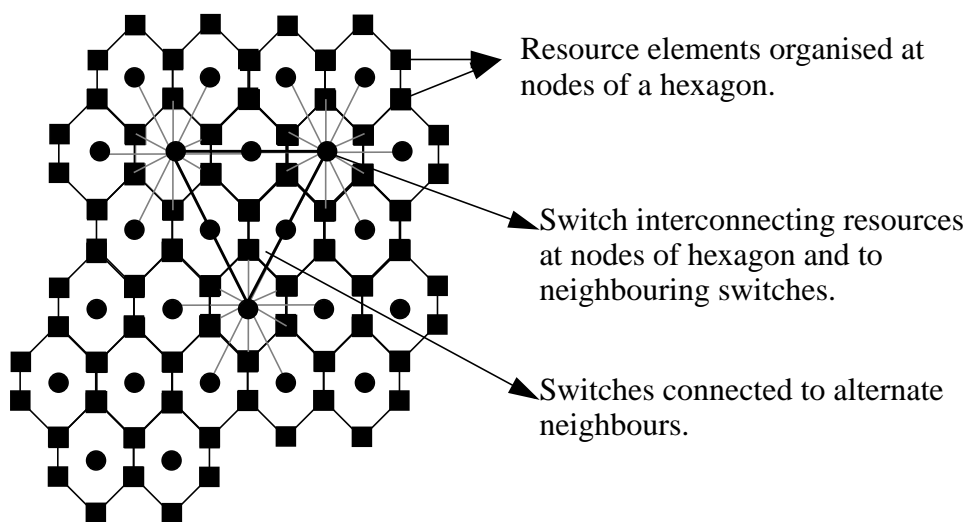 Resource elements organised at
nodes of a hexagon.
Switch interconnecting resources
at nodes of hexagon and to
neighbouring switches.
Switches connected to alternate
neighbours.